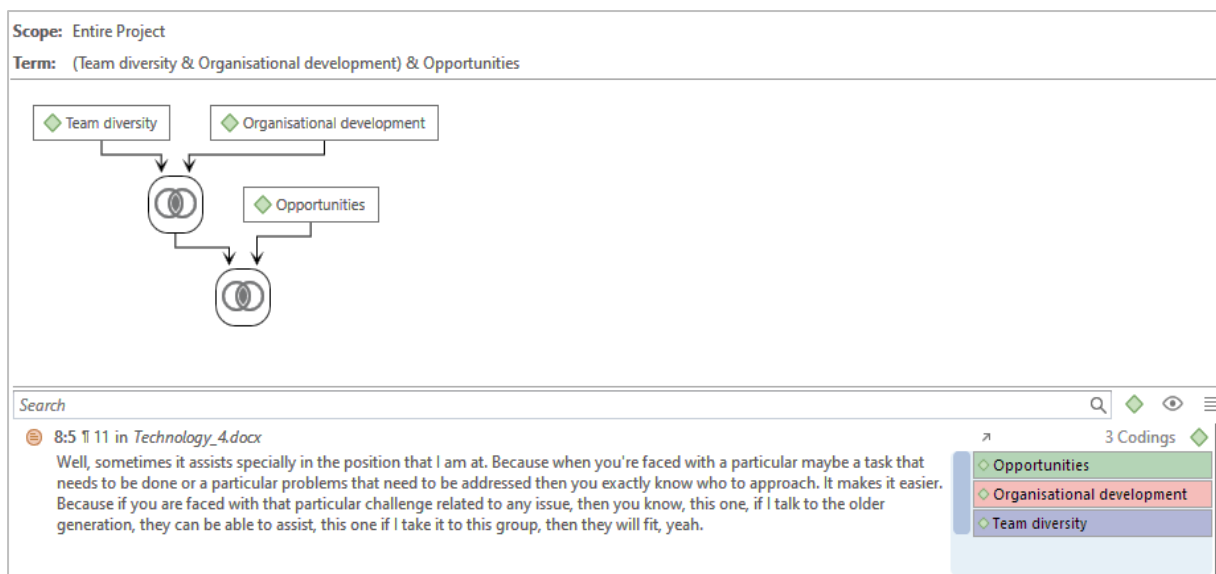 Scope: Entire Project
Term: (Team diversity & Organisational development) & Opportunities
Team diversity
Organisational development
Opportunities
Search
8:5 ¶ 11 in Technology_4.docx
3 Codings
Well, sometimes it assists specially in the position that I am at. Because when you're faced with a particular maybe a task that
needs to be done or a particular problems that need to be addressed then you exactly know who to approach. It makes it easier.
Because if you are faced with that particular challenge related to any issue, then you know, this one, if I talk to the older
generation, they can be able to assist, this one if I take it to this group, then they will fit, yeah.
Opportunities
Organisational development
Team diversity